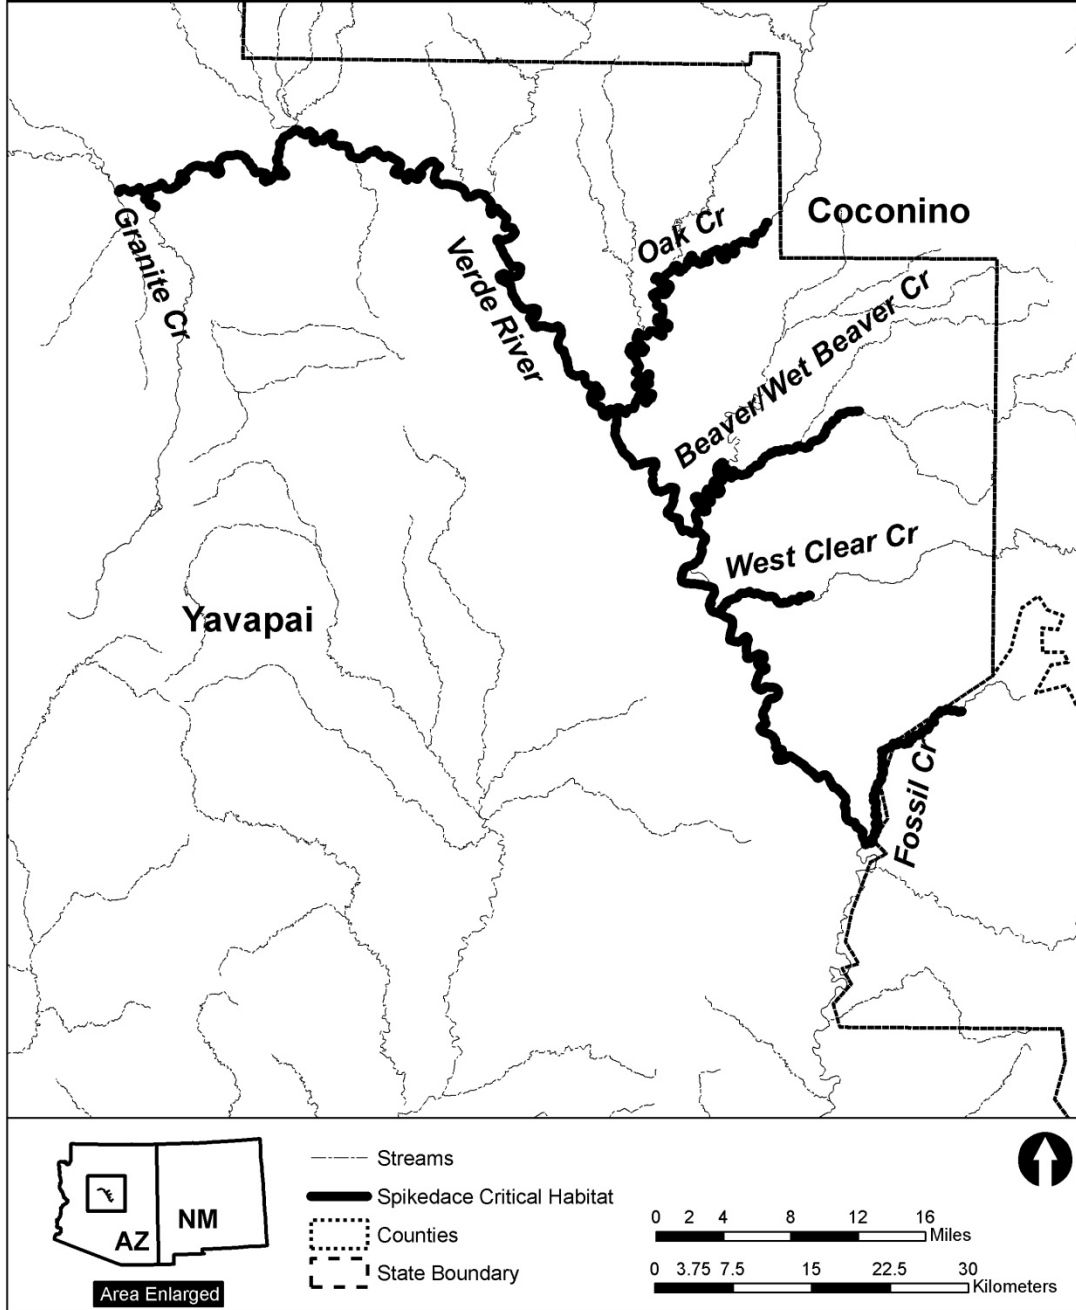 Coconino
Oak Cr
Granite Cr
Verde River
Beaver/Wet Beaver Cr
West Clear Cr
Yavapai
Fossil Cr
Streams
Spikedace Critical Habitat
Counties
State Boundary
AZ
NM
Area Enlarged
0 2 4 8 12 16
Miles
0 3.75 7.5 15 22.5 30
Kilometers